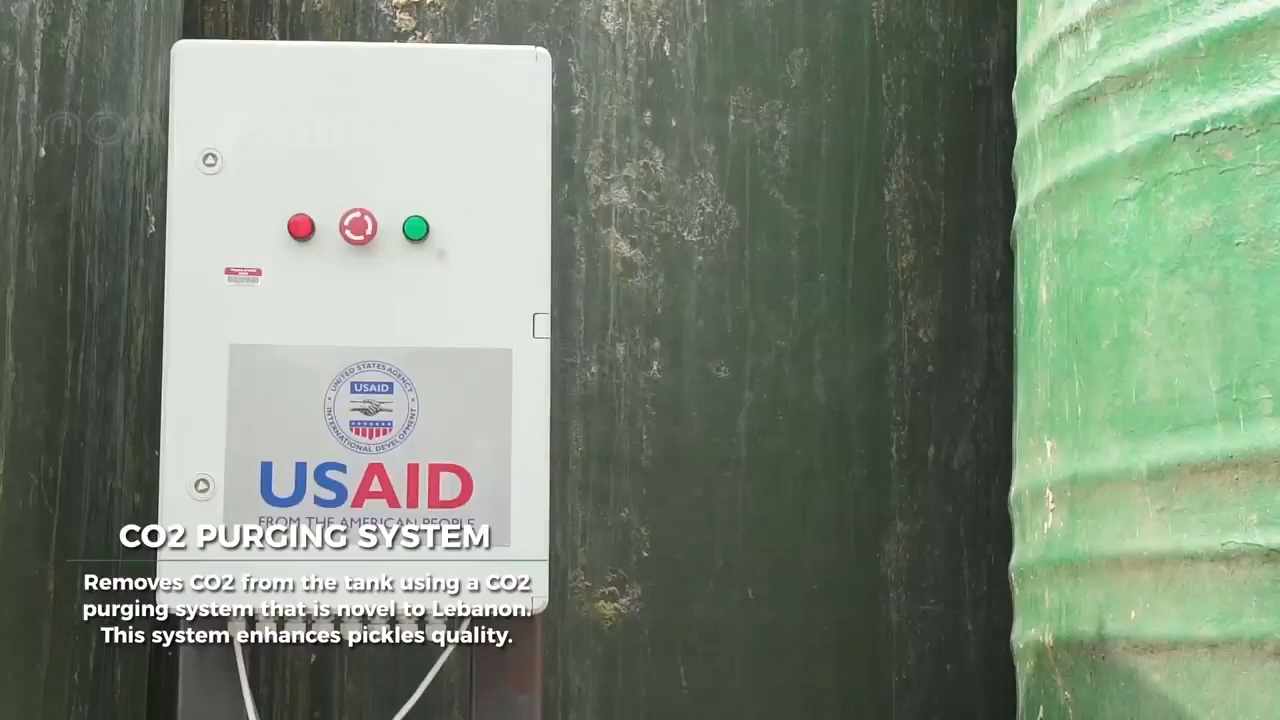 UNITED STATES AGENCY
USAID
INTERNATIONAL DEVELOPMENT
USAID
FROM THE AMERICAN PEOPLE
CO2 PURGING SYSTEM
Removes CO2 from the tank using a CO2
purging system that is novel to Lebanon.
This system enhances pickles quality.